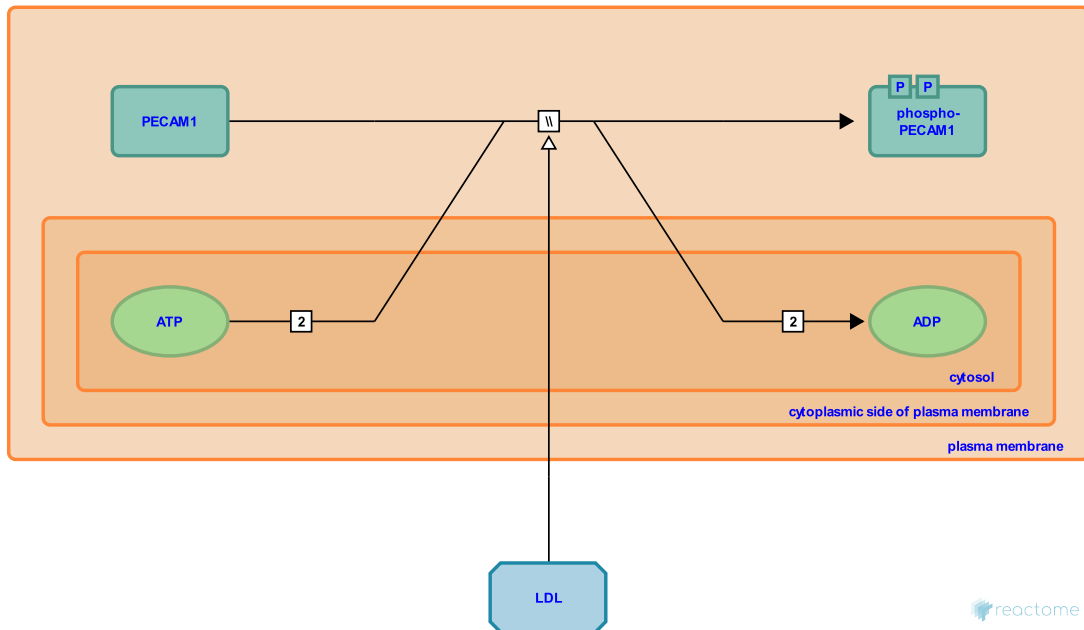 P P
PECAM1
\\
phospho-
PECAM1
ATP
2
2
ADP
cytosol
cytoplasmic side of plasma membrane
plasma membrane
LDL
reactome